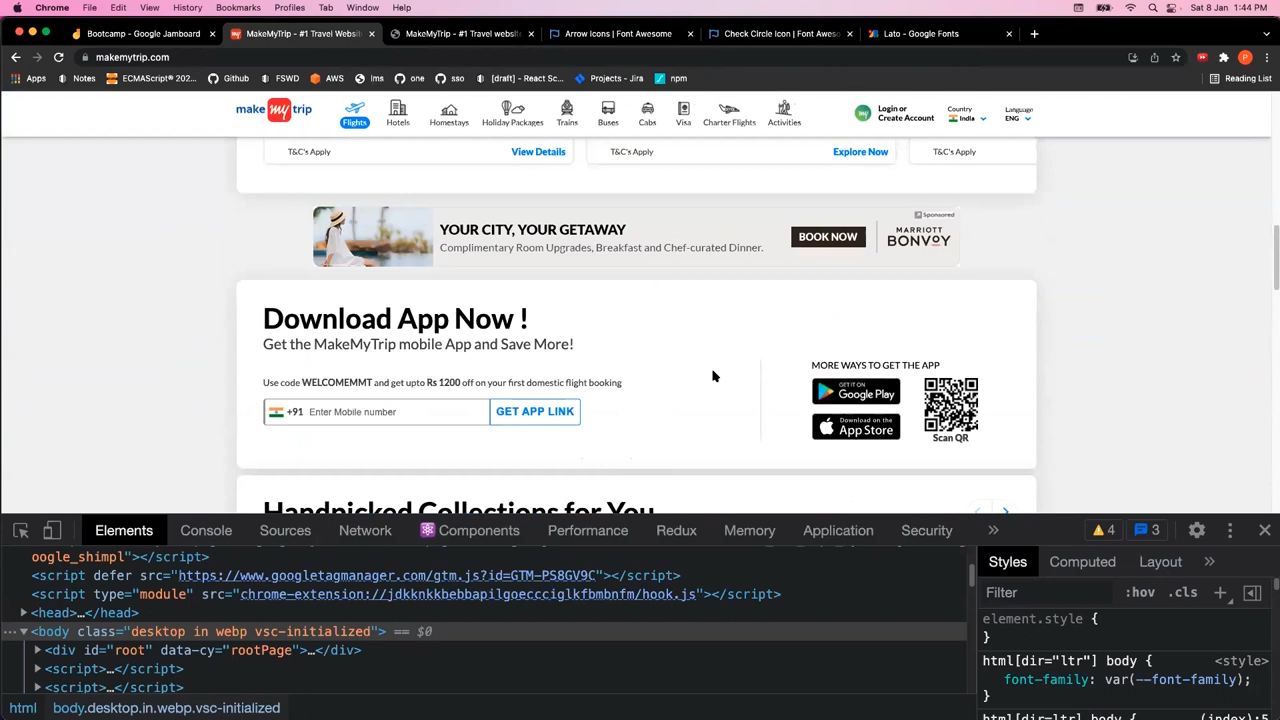 Chrome File Edit View History Bookmarks Profiles Tab Window Help Sat 8 Jan 1:44 PM
Bootcamp - Google Jamboard MakeMyTrip - #1 Travel Websit MakeMyTrip - #1 Travel websit Arrow Icons | Font Awesome Check Circle Icon | Font Aweso Lato - Google Fonts
makemytrip.com P
Apps Notes ECMAScript® 202... Github FSWD AWS lms one sso [draft] - React Sc... Projects - Jira npm Reading List
make my trip Flights Hotels Homestays Holiday Packages Trains Buses Cabs Visa Charter Flights Activities my Login or Create Account Country India Language ENG
T&C's Apply View Details T&C's Apply Explore Now T&C's Apply
Sponsored
YOUR CITY, YOUR GETAWAY BOOK NOW MARRIOTT BONVOY
Complimentary Room Upgrades, Breakfast and Chef-curated Dinner.
Download App Now !
Get the MakeMyTrip mobile App and Save More!
MORE WAYS TO GET THE APP
Use code WELCOMEMMT and get upto Rs 1200 off on your first domestic flight booking
GET IT ON Google Play
+91 Enter Mobile number GET APP LINK
Download on the App Store
Scan QR
Handpicked Collections for You
Elements Console Sources Network Components Performance Redux Memory Application Security » 4 3
oogle_shimpl"></script>
<script defer src="https://www.googletagmanager.com/gtm.js?id=GTM-PS8GV9C"></script>
<script type="module" src="chrome-extension://jdkknkkbebbapilgoeccciglkfbmbnfm/hook.js"></script>
<head>…</head>
<body class="desktop in webp vsc-initialized"> == $0
<div id="root" data-cy="rootPage">…</div>
<script>…</script>
<script>…</script>
html body.desktop.in.webp.vsc-initialized
Styles Computed Layout »
Filter :hov .cls +
element.style {
}
html[dir="ltr"] body { <style>
font-family: var(--font-family);
}
html[dir=ltr] body (index):5